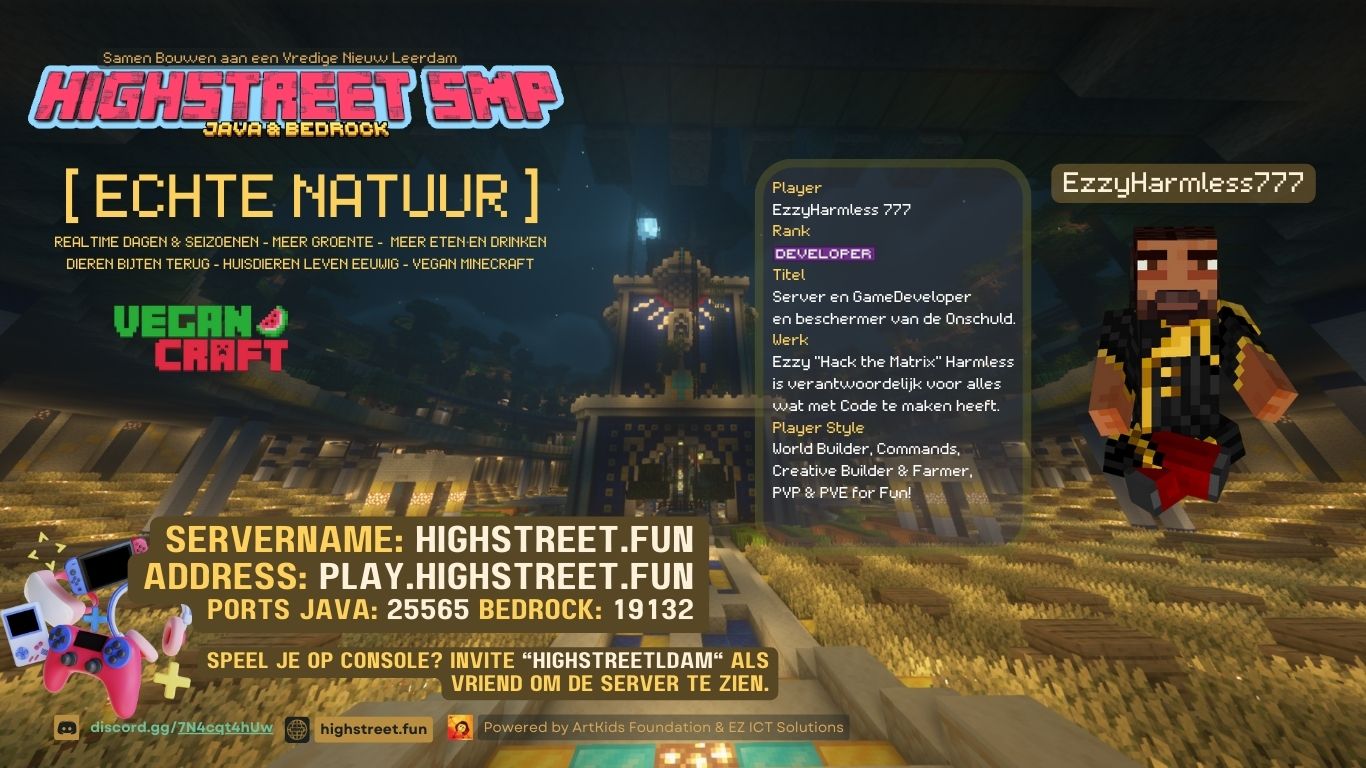 Samen Bouwen aan een Vredige Nieuw Leerdam
HIGHSTREET SMP
JAVA & BEDROCK
[ ECHTE NATUUR ]
REALTIME DAGEN & SEIZOENEN - MEER GROENTE - MEER ETEN EN DRINKEN
DIEREN BIJTEN TERUG - HUISDIEREN LEVEN EEUWIG - VEGAN MINECRAFT
VEGAN
CRAFT
Player
EzzyHarmless 777
Rank
DEVELOPER
Titel
Server en GameDeveloper
en beschermer van de Onschuld.
Werk
Ezzy "Hack the Matrix" Harmless
is verantwoordelijk voor alles
wat met Code te maken heeft.
Player Style
World Builder, Commands,
Creative Builder & Farmer,
PVP & PVE for Fun!
EzzyHarmless777
SERVERNAME: HIGHSTREET.FUN
ADDRESS: PLAY.HIGHSTREET.FUN
PORTS JAVA: 25565 BEDROCK: 19132
SPEEL JE OP CONSOLE? INVITE “HIGHSTREETLDAM“ ALS
VRIEND OM DE SERVER TE ZIEN.
discord.gg/7N4cqt4hUw
highstreet.fun
Powered by ArtKids Foundation & EZ ICT Solutions